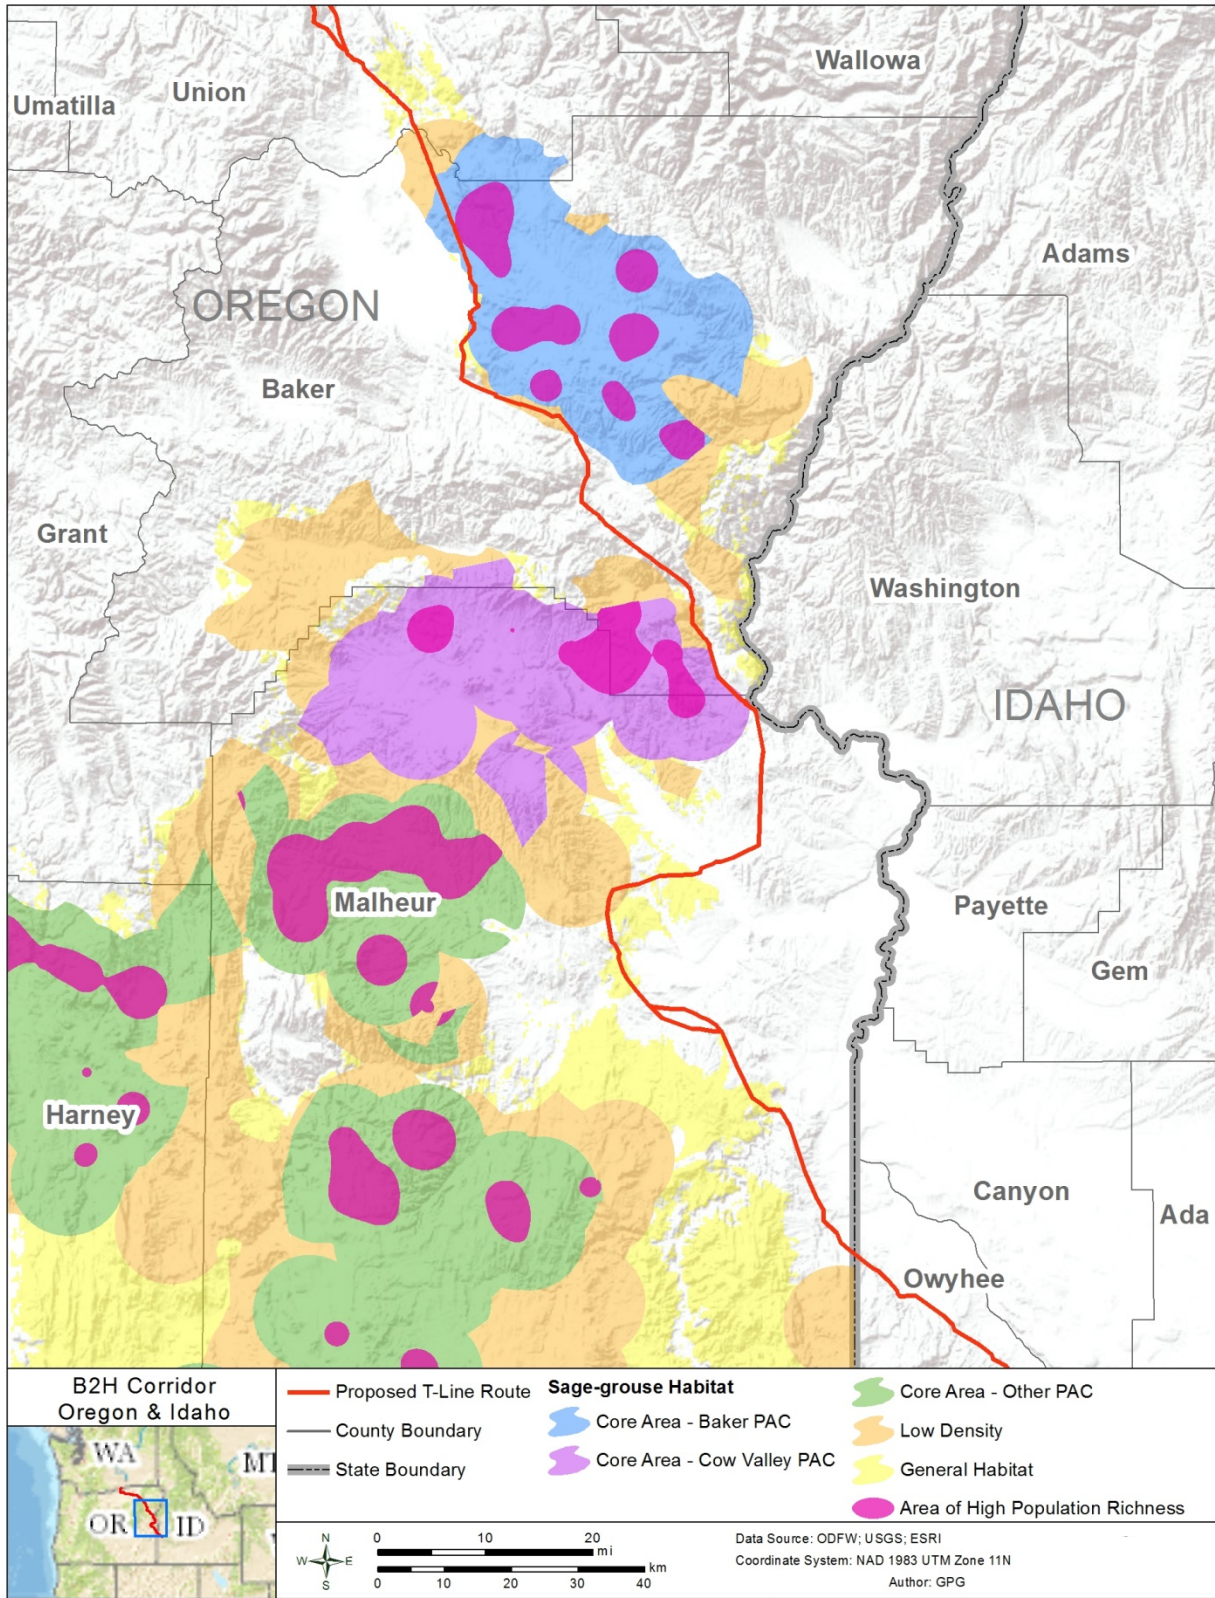 Wallowa
Union
Umatilla
Adams
OREGON
Baker
Grant
Washington
IDAHO
Malheur
Payette
Gem
Harney
Canyon
Ada
Owyhee
B2H Corridor
Oregon & Idaho
WA
MT
OR
ID
Proposed T-Line Route
County Boundary
State Boundary
Sage-grouse Habitat
Core Area - Baker PAC
Core Area - Cow Valley PAC
Core Area - Other PAC
Low Density
General Habitat
Area of High Population Richness
N
W E
S
0 10 20
mi
km
0 10 20 30 40
Data Source: ODFW; USGS; ESRI
Coordinate System: NAD 1983 UTM Zone 11N
Author: GPG